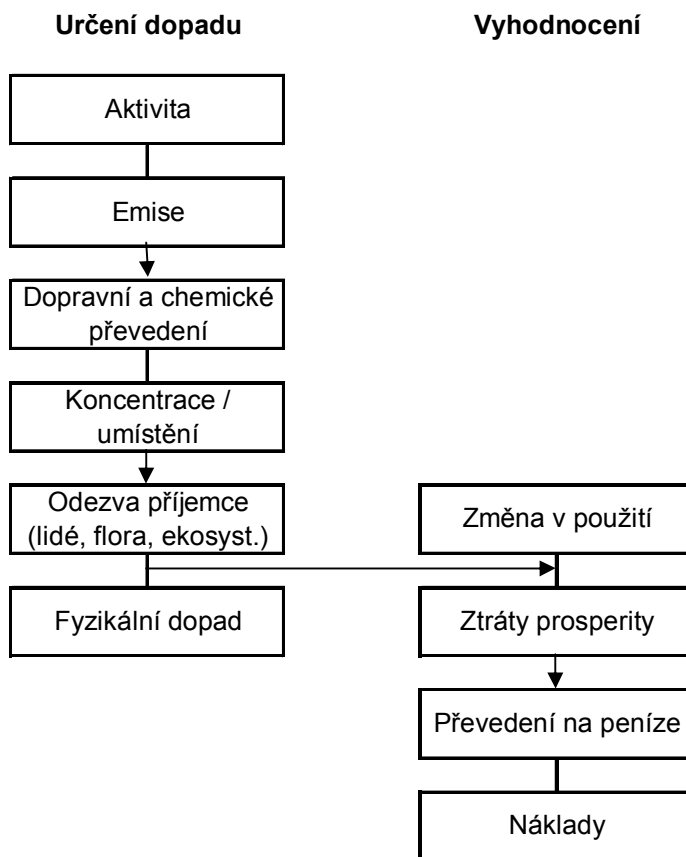 Určení dopadu
Vyhodnocení
Aktivita
Emise
Dopravní a chemické
převedení
Koncentrace /
umístění
Odezva příjemce
(lidé, flora, ekosyst.)
Fyzikální dopad
Změna v použití
Ztráty prosperity
Převedení na peníze
Náklady